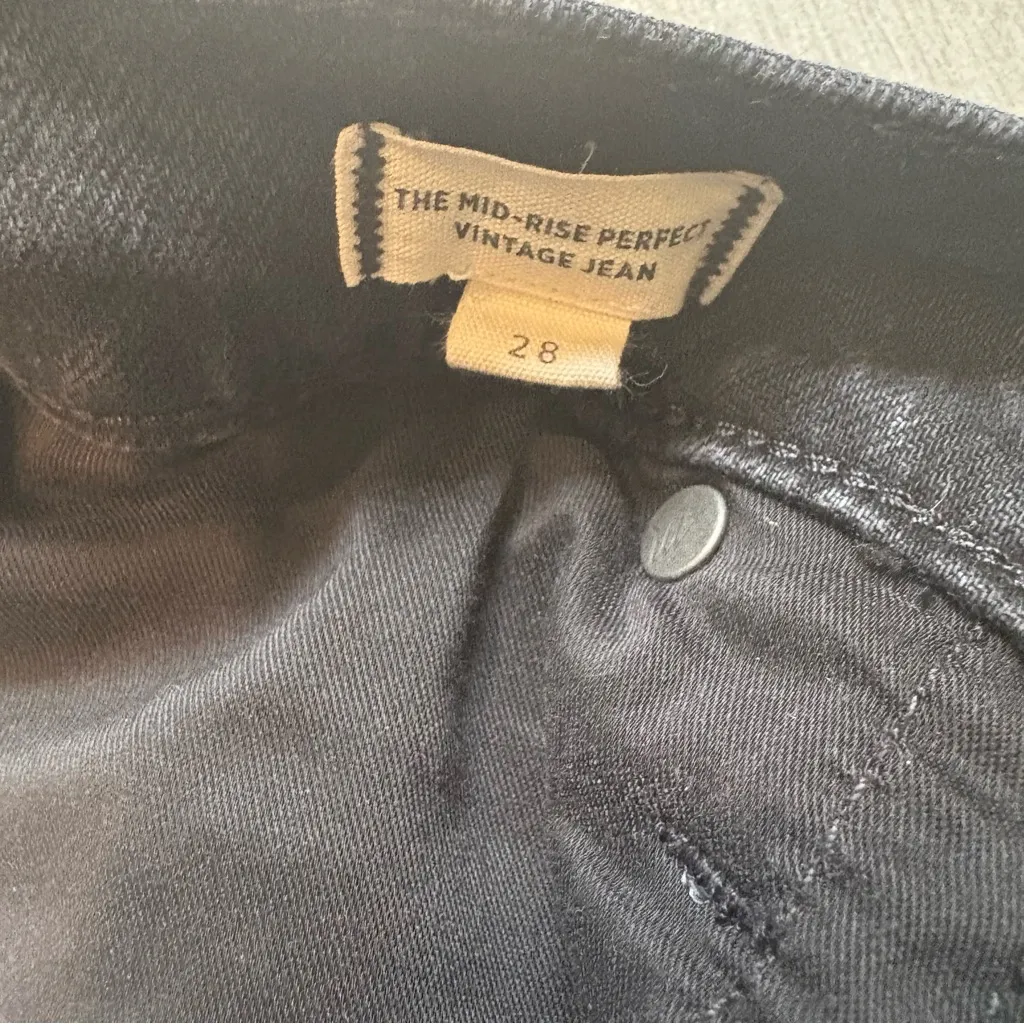 THE MID-RISE PERFECT
VINTAGE JEAN
28